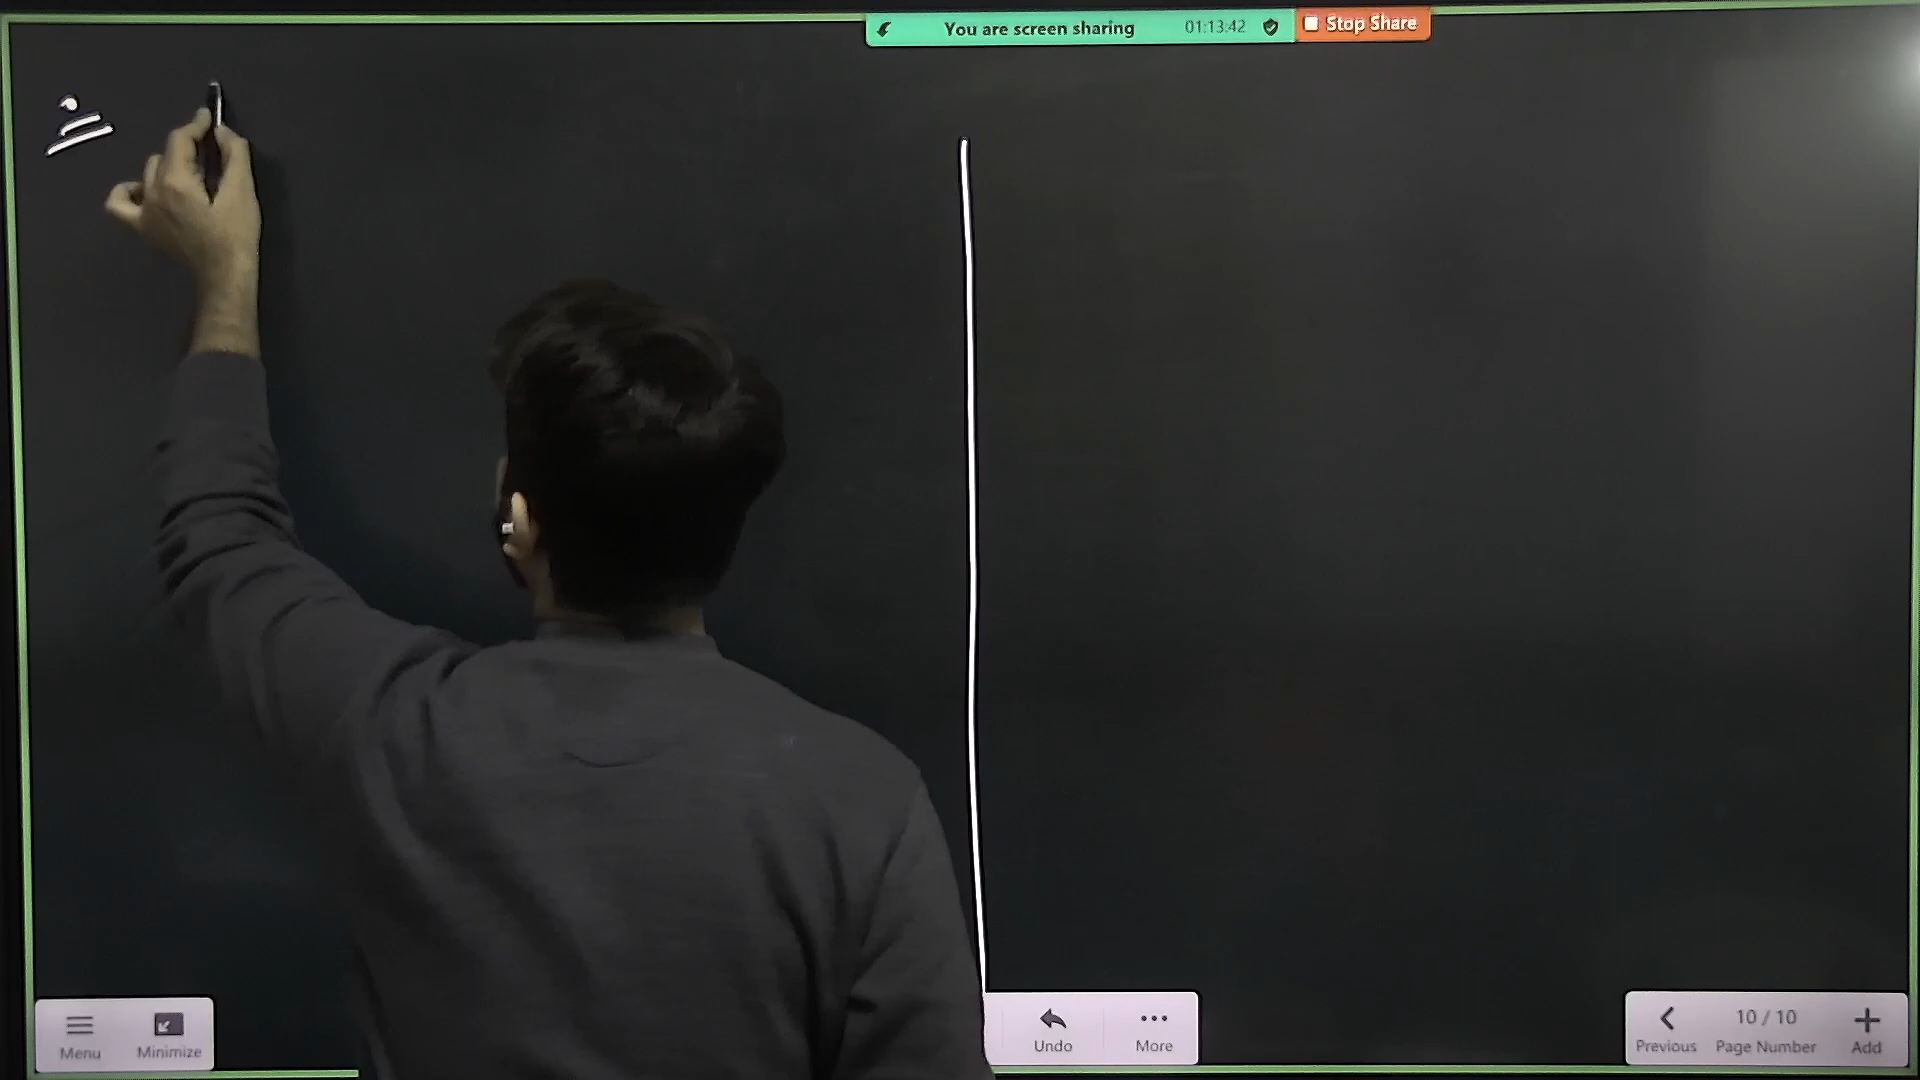 You are screen sharing 01:13:42 Stop Share
Menu
Minimize
Undo
More
Previous
10 / 10
Page Number
Add